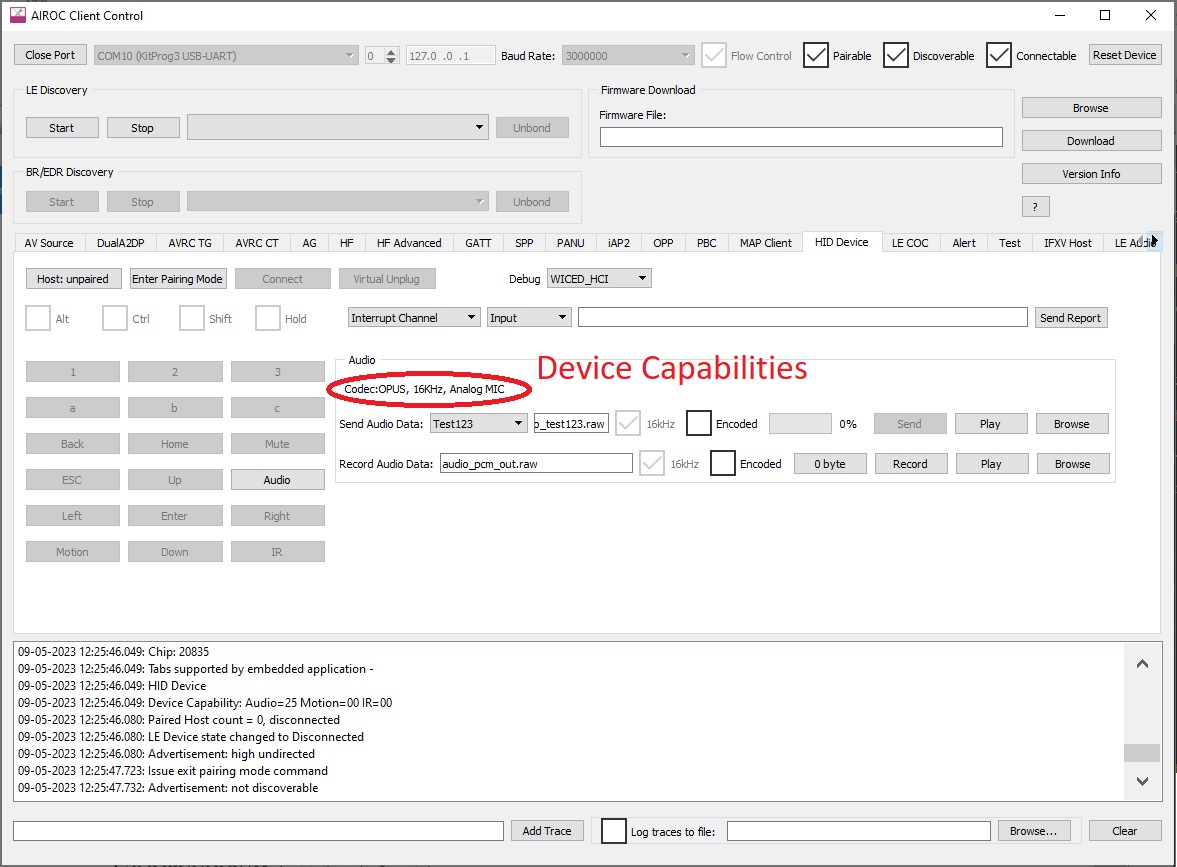 AIROC Client Control
Close Port COM10 (KitProg3 USB-UART) 0 127.0 .0 .1 Baud Rate: 3000000 Flow Control Pairable Discoverable Connectable Reset Device
LE Discovery
Start Stop Unbond
Firmware Download
Firmware File:
Browse
Download
Version Info
?
BR/EDR Discovery
Start Stop Unbond
AV Source DualA2DP AVRC TG AVRC CT AG HF HF Advanced GATT SPP PANU iAP2 OPP PBC MAP Client HID Device LE COC Alert Test IFXV Host LE Audio
Host: unpaired Enter Pairing Mode Connect Virtual Unplug Debug WICED_HCI
Alt Ctrl Shift Hold Interrupt Channel Input Send Report
1 2 3
a b c
Back Home Mute
ESC Up Audio
Left Enter Right
Motion Down IR
Audio
Device Capabilities
Codec:OPUS, 16KHz, Analog MIC
Send Audio Data: Test123 o_test123.raw 16kHz Encoded 0% Send Play Browse
Record Audio Data: audio_pcm_out.raw 16kHz Encoded 0 byte Record Play Browse
09-05-2023 12:25:46.049: Chip: 20835
09-05-2023 12:25:46.049: Tabs supported by embedded application -
09-05-2023 12:25:46.049: HID Device
09-05-2023 12:25:46.049: Device Capability: Audio=25 Motion=00 IR=00
09-05-2023 12:25:46.080: Paired Host count = 0, disconnected
09-05-2023 12:25:46.080: LE Device state changed to Disconnected
09-05-2023 12:25:46.080: Advertisement: high undirected
09-05-2023 12:25:47.723: Issue exit pairing mode command
09-05-2023 12:25:47.732: Advertisement: not discoverable
Add Trace Log traces to file: Browse... Clear